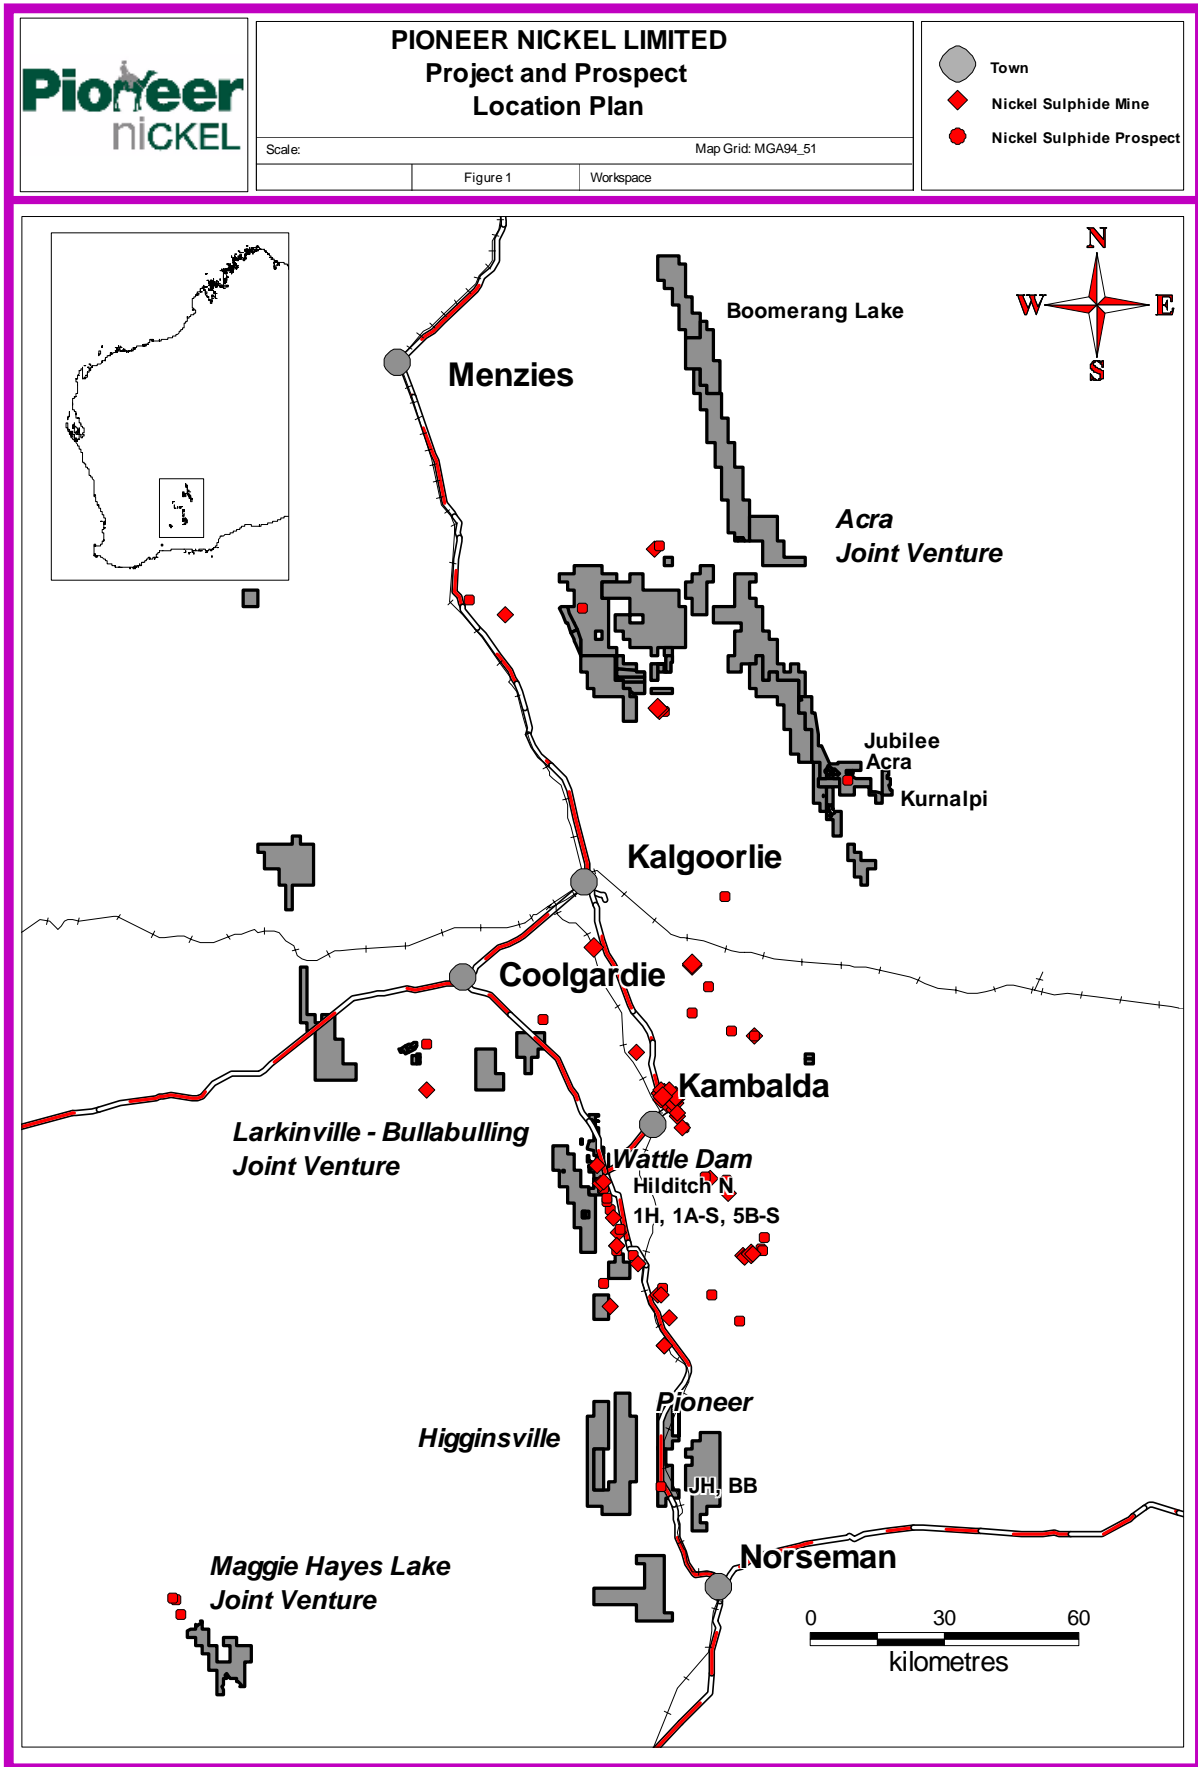 Pioneer
niCKEL
PIONEER NICKEL LIMITED
Project and Prospect
Location Plan
Scale:
Map Grid: MGA94_51
Figure 1
Workspace
Town
Nickel Sulphide Mine
Nickel Sulphide Prospect
N
W
E
S
Boomerang Lake
Menzies
Acra
Joint Venture
Jubilee
Acra
Kurnalpi
Kalgoorlie
Coolgardie
Kambalda
Larkinville - Bullabulling
Joint Venture
Wattle Dam
Hilditch N
1H, 1A-S, 5B-S
Pioneer
Higginsville
JH, BB
Norseman
Maggie Hayes Lake
Joint Venture
0
30
60
kilometres